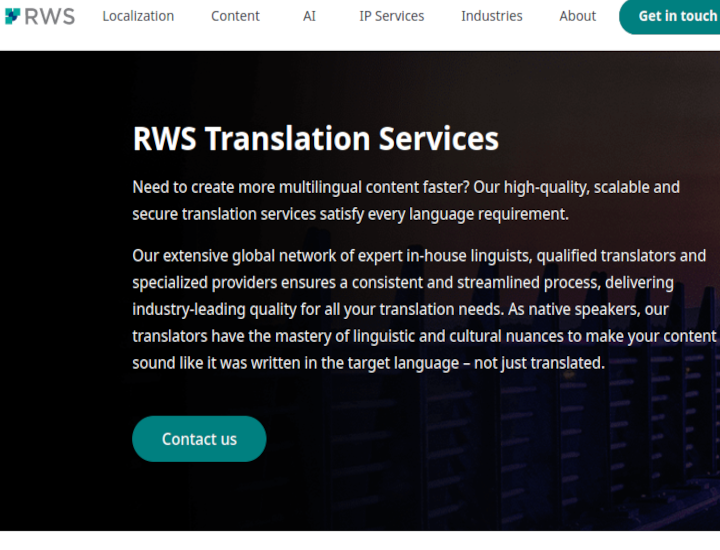 RWS
Localization
Content
AI
IP Services
Industries
About
Get in touch
RWS Translation Services
Need to create more multilingual content faster? Our high-quality, scalable and
secure translation services satisfy every language requirement.
Our extensive global network of expert in-house linguists, qualified translators and
specialized providers ensures a consistent and streamlined process, delivering
industry-leading quality for all your translation needs. As native speakers, our
translators have the mastery of linguistic and cultural nuances to make your content
sound like it was written in the target language – not just translated.
Contact us